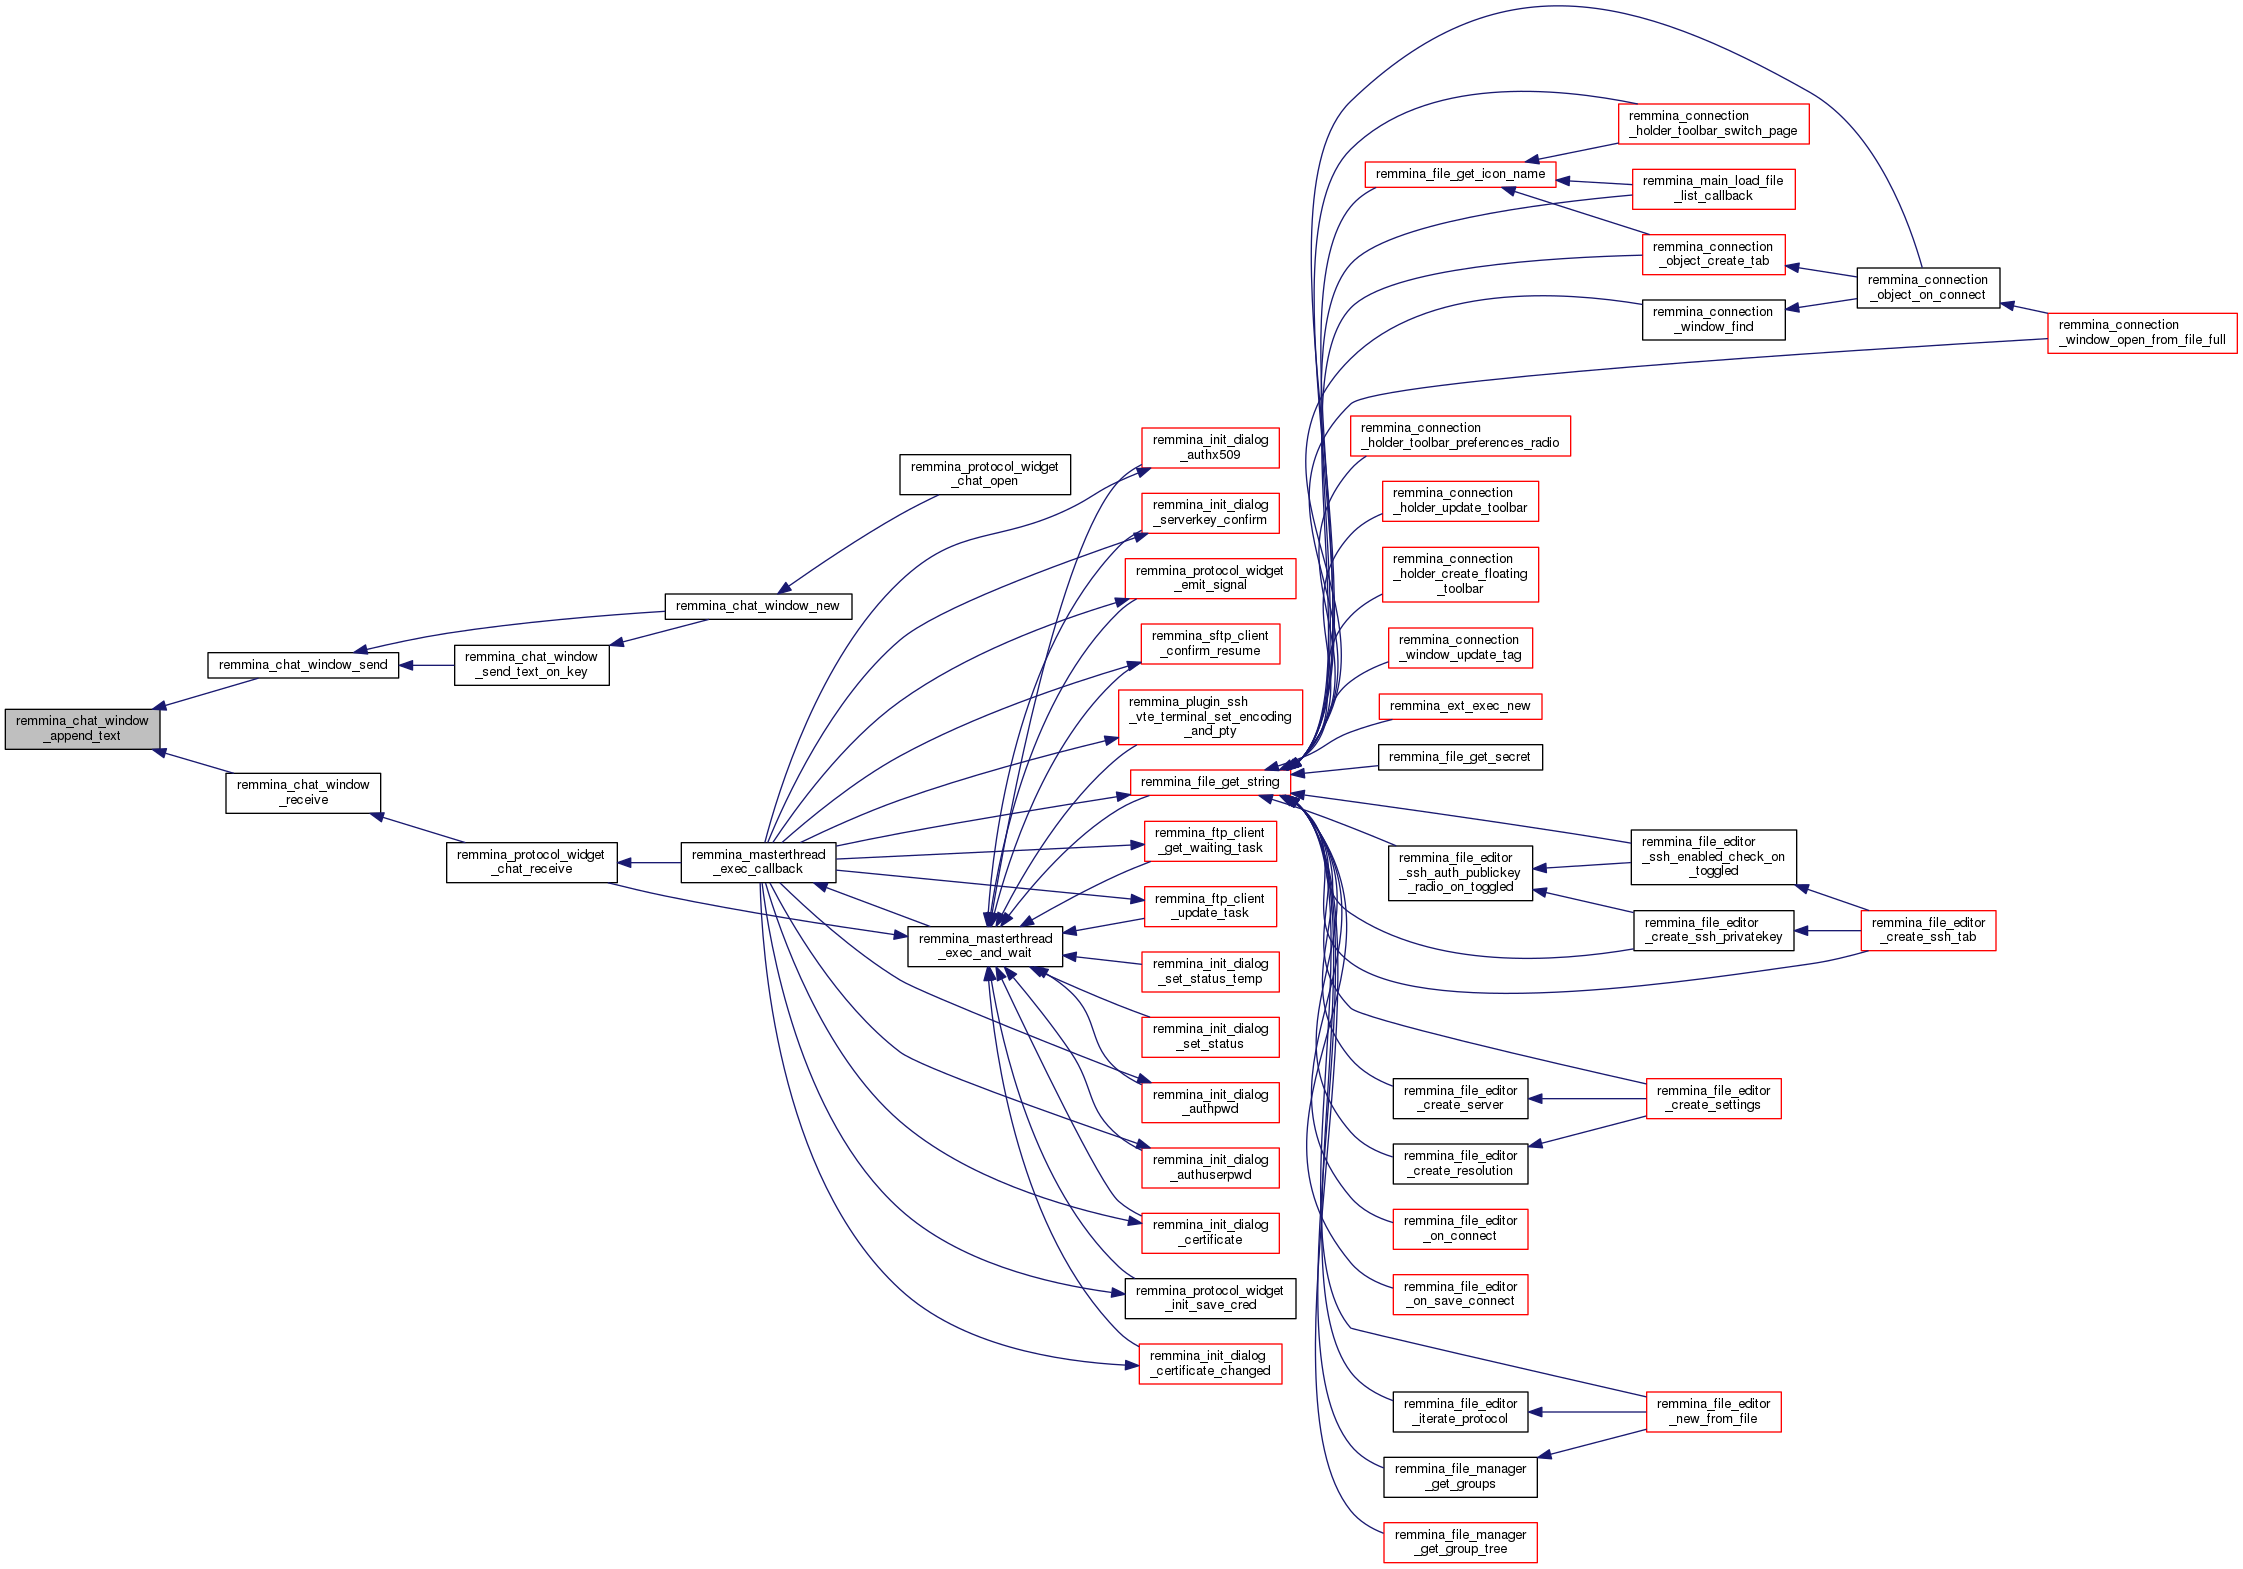 remmina_chat_window
_append_text
remmina_chat_window_send
remmina_chat_window
_receive
remmina_chat_window
_send_text_on_key
remmina_protocol_widget
_chat_receive
remmina_chat_window_new
remmina_masterthread
_exec_callback
remmina_protocol_widget
_chat_open
remmina_masterthread
_exec_and_wait
remmina_init_dialog
_authx509
remmina_init_dialog
_serverkey_confirm
remmina_protocol_widget
_emit_signal
remmina_sftp_client
_confirm_resume
remmina_plugin_ssh
_vte_terminal_set_encoding
_and_pty
remmina_file_get_string
remmina_ftp_client
_get_waiting_task
remmina_ftp_client
_update_task
remmina_init_dialog
_set_status_temp
remmina_init_dialog
_set_status
remmina_init_dialog
_authpwd
remmina_init_dialog
_authuserpwd
remmina_init_dialog
_certificate
remmina_protocol_widget
_init_save_cred
remmina_init_dialog
_certificate_changed
remmina_file_get_icon_name
remmina_connection
_holder_toolbar_preferences_radio
remmina_connection
_holder_update_toolbar
remmina_connection
_holder_create_floating
_toolbar
remmina_connection
_window_update_tag
remmina_ext_exec_new
remmina_file_get_secret
remmina_file_editor
_ssh_auth_publickey
_radio_on_toggled
remmina_file_editor
_create_server
remmina_file_editor
_create_resolution
remmina_file_editor
_on_connect
remmina_file_editor
_on_save_connect
remmina_file_editor
_iterate_protocol
remmina_file_manager
_get_groups
remmina_file_manager
_get_group_tree
remmina_connection
_holder_toolbar_switch_page
remmina_main_load_file
_list_callback
remmina_connection
_object_create_tab
remmina_connection
_window_find
remmina_file_editor
_ssh_enabled_check_on
_toggled
remmina_file_editor
_create_ssh_privatekey
remmina_file_editor
_create_settings
remmina_file_editor
_new_from_file
remmina_connection
_object_on_connect
remmina_file_editor
_create_ssh_tab
remmina_connection
_window_open_from_file_full